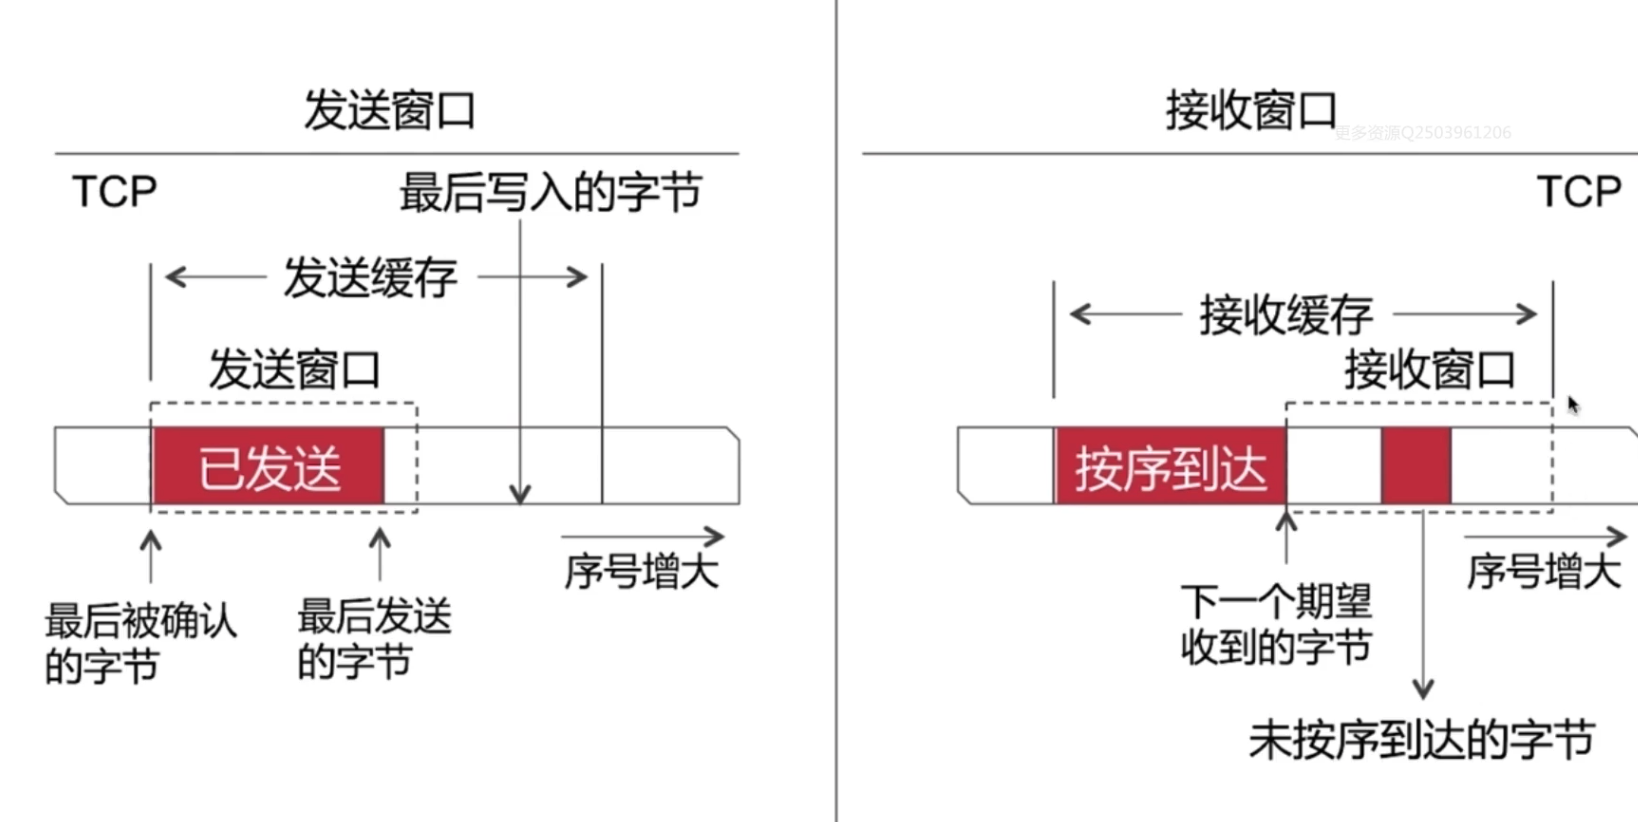 发送窗口
TCP
最后写入的字节
发送缓存
发送窗口
已发送
序号增大
最后被确认
的字节
最后发送
的字节
接收窗口
更多资源Q2503961206
TCP
接收缓存
接收窗口
按序到达
序号增大
下一个期望
收到的字节
未按序到达的字节